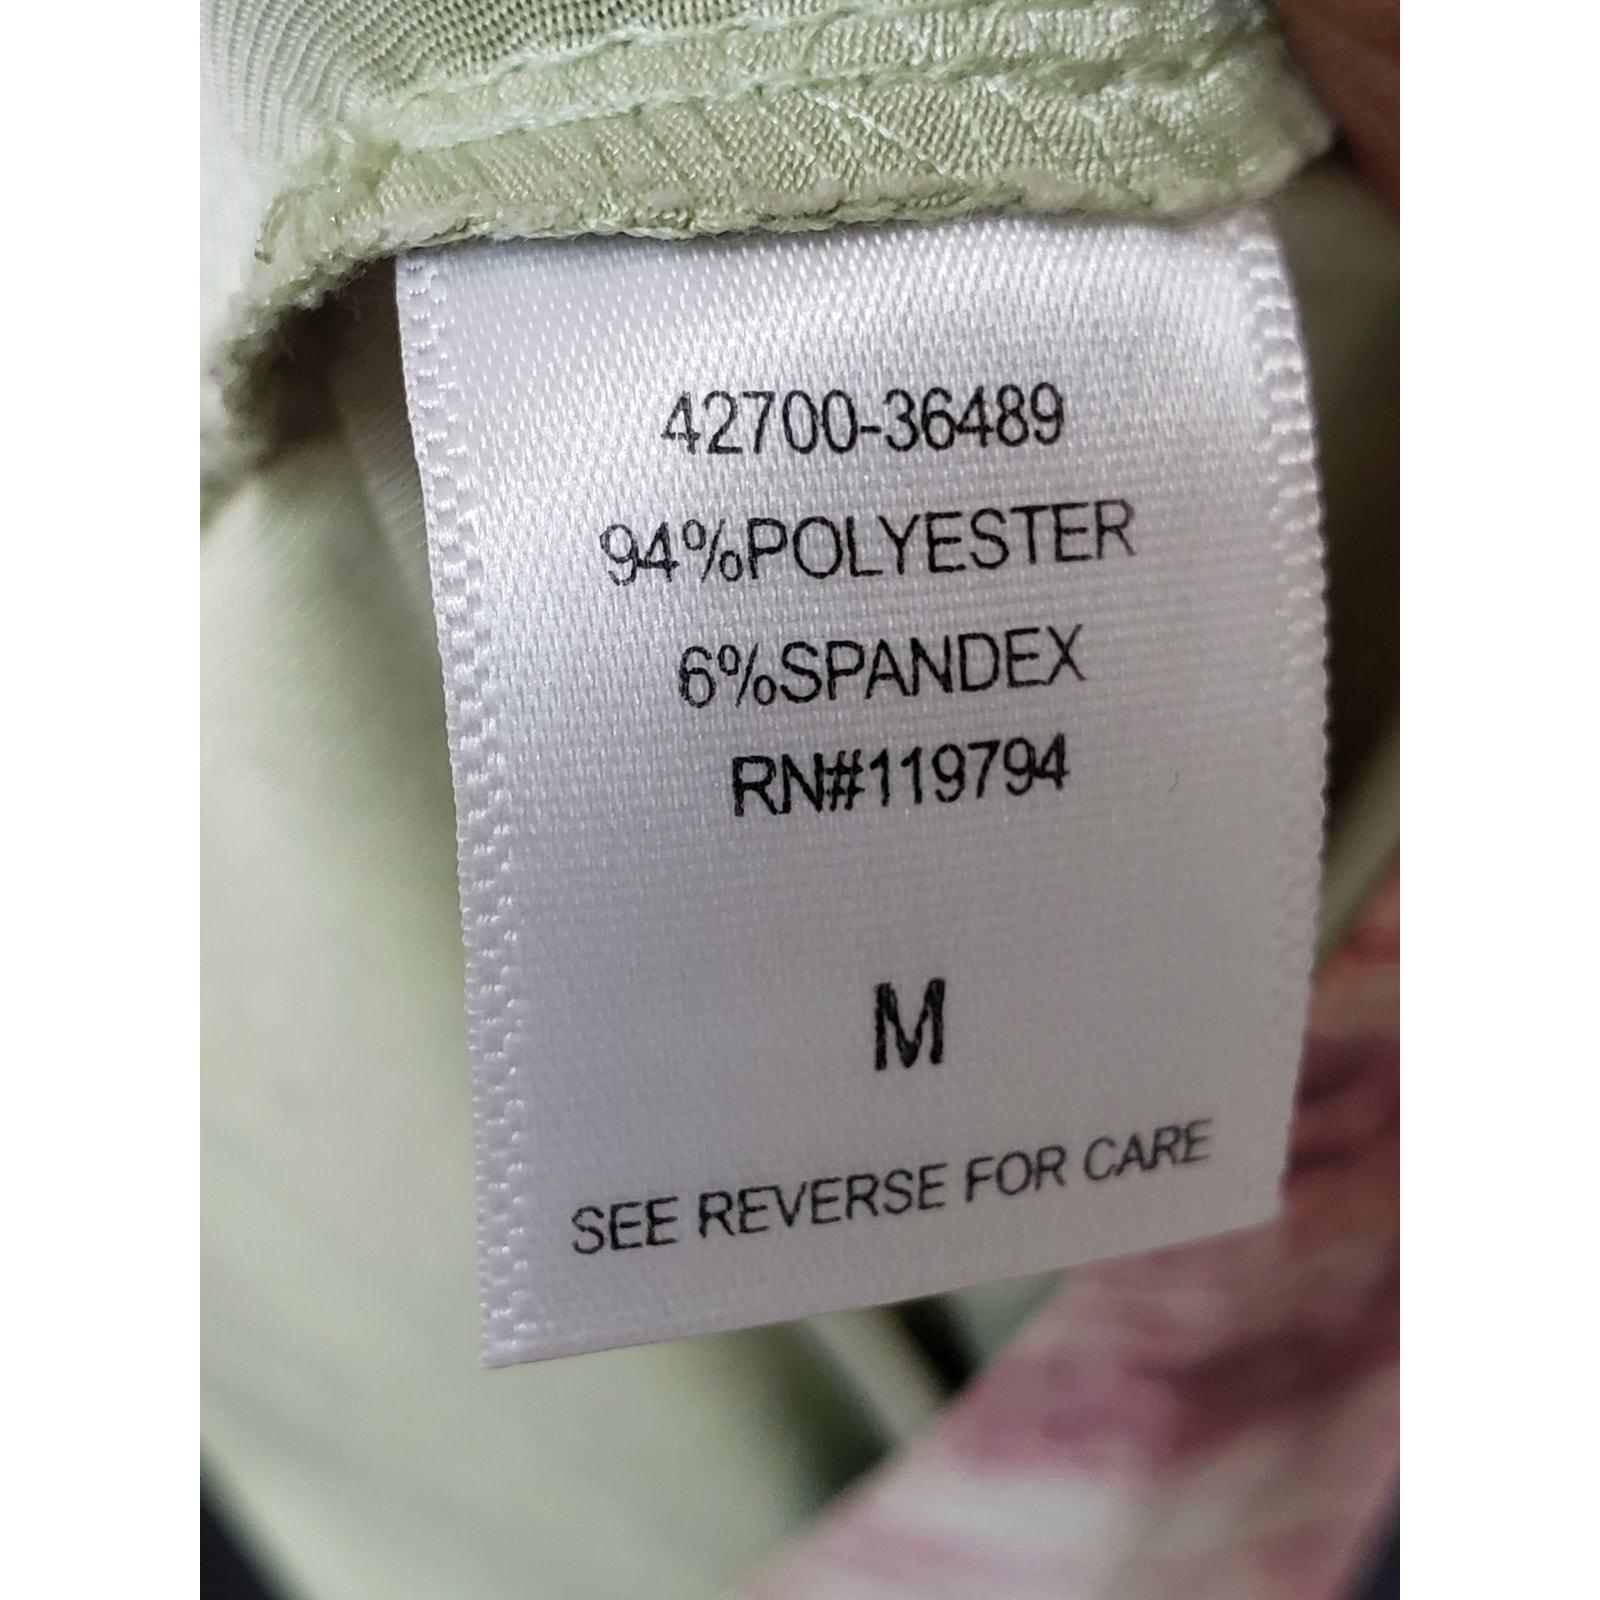 42700-36489
94%POLYESTER
6%SPANDEX
RN#119794
M
SEE REVERSE FOR CARE